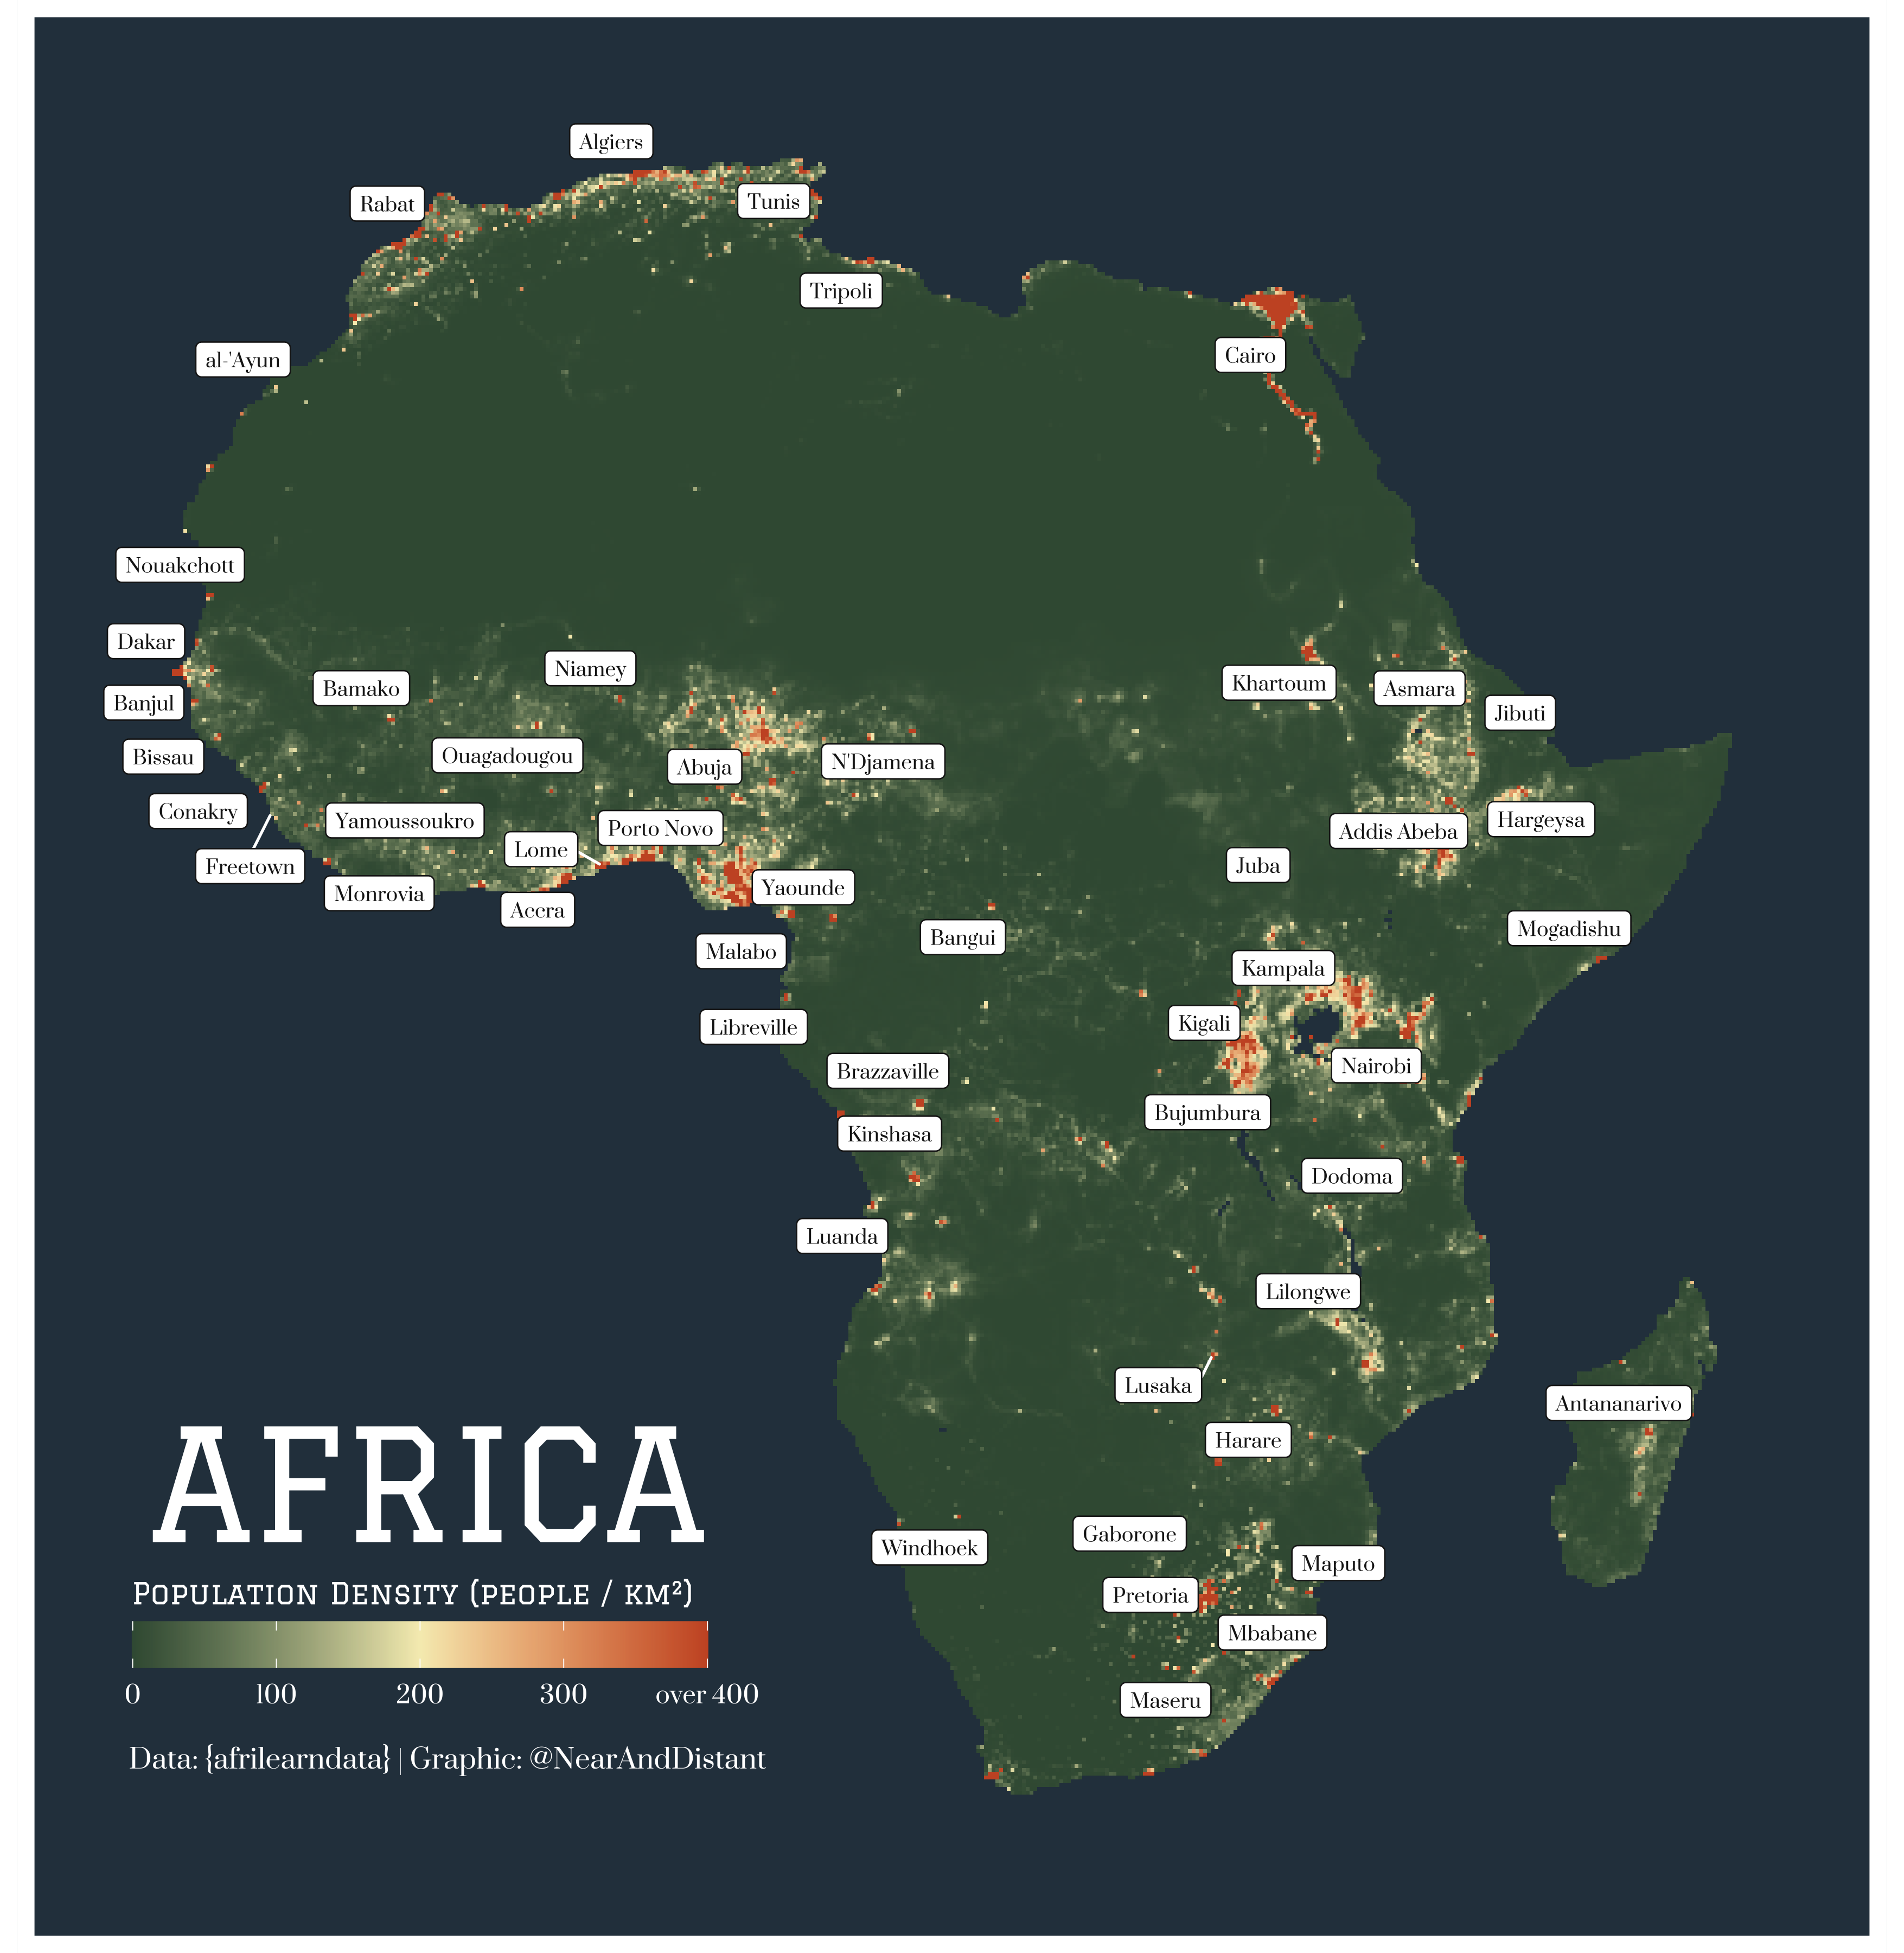 Algiers
Rabat
Tunis
Tripoli
Cairo
al-'Ayun
Nouakchott
Dakar
Niamey
Bamako
Khartoum
Asmara
Banjul
Jibuti
Bissau
Ouagadougou
Abuja
N'Djamena
Conakry
Yamoussoukro
Porto Novo
Hargeysa
Addis Abeba
Lome
Freetown
Juba
Monrovia
Yaounde
Accra
Mogadishu
Bangui
Malabo
Kampala
Kigali
Libreville
Nairobi
Brazzaville
Bujumbura
Kinshasa
Dodoma
Luanda
Lilongwe
Lusaka
Antananarivo
Harare
Gaborone
Windhoek
Maputo
Pretoria
Mbabane
Maseru
AFRICA
Population Density (people / km²)
0 100 200 300 over 400
Data: {afrilearndata} | Graphic: @NearAndDistant